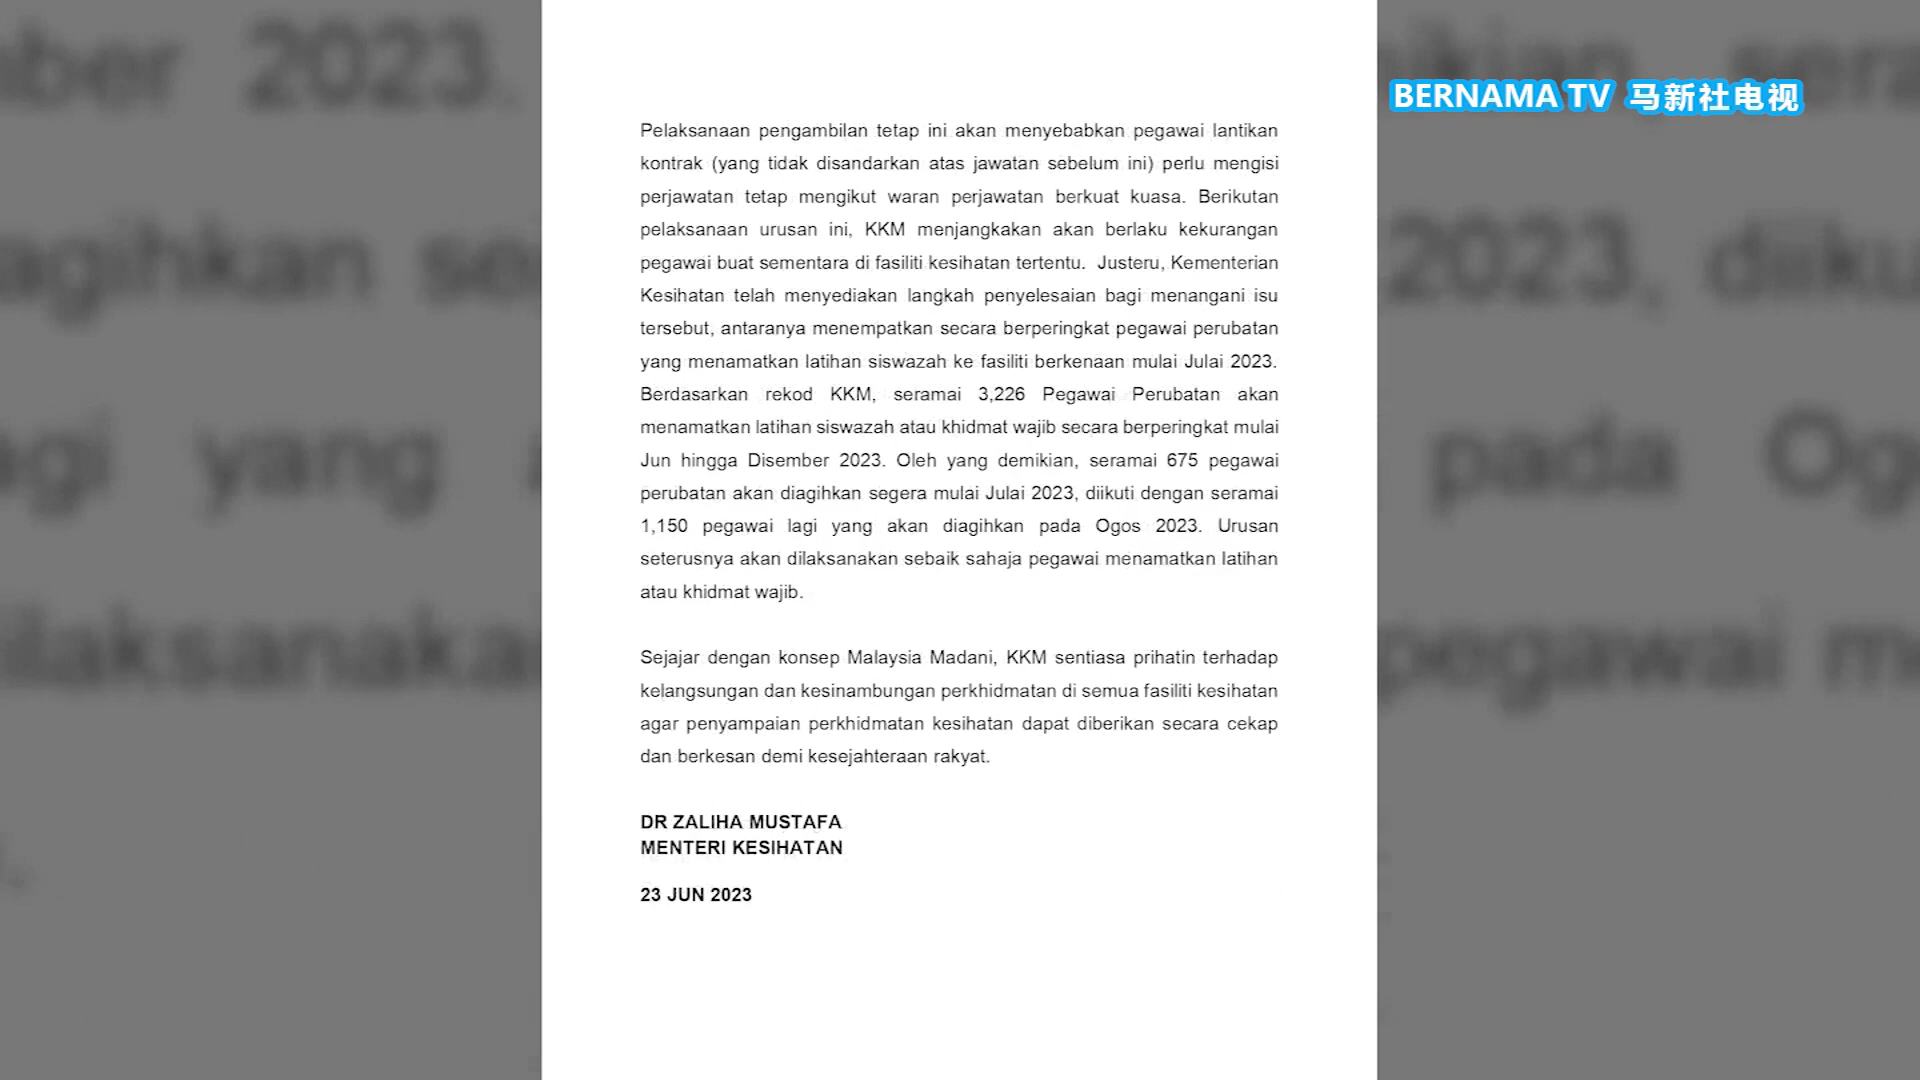 BERNAMA TV 马新社电视
Pelaksanaan pengambilan tetap ini akan menyebabkan pegawai lantikan
kontrak (yang tidak disandarkan atas jawatan sebelum ini) perlu mengisi
perjawatan tetap mengikut waran perjawatan berkuat kuasa. Berikutan
pelaksanaan urusan ini, KKM menjangkakan akan berlaku kekurangan
pegawai buat sementara di fasiliti kesihatan tertentu. Justeru, Kementerian
Kesihatan telah menyediakan langkah penyelesaian bagi menangani isu
tersebut, antaranya menempatkan secara berperingkat pegawai perubatan
yang menamatkan latihan siswazah ke fasiliti berkenaan mulai Julai 2023.
Berdasarkan rekod KKM, seramai 3,226 Pegawai Perubatan akan
menamatkan latihan siswazah atau khidmat wajib secara berperingkat mulai
Jun hingga Disember 2023. Oleh yang demikian, seramai 675 pegawai
perubatan akan diagihkan segera mulai Julai 2023, diikuti dengan seramai
1,150 pegawai lagi yang akan diagihkan pada Ogos 2023. Urusan
seterusnya akan dilaksanakan sebaik sahaja pegawai menamatkan latihan
atau khidmat wajib.
Sejajar dengan konsep Malaysia Madani, KKM sentiasa prihatin terhadap
kelangsungan dan kesinambungan perkhidmatan di semua fasiliti kesihatan
agar penyampaian perkhidmatan kesihatan dapat diberikan secara cekap
dan berkesan demi kesejahteraan rakyat.
DR ZALIHA MUSTAFA
MENTERI KESIHATAN
23 JUN 2023